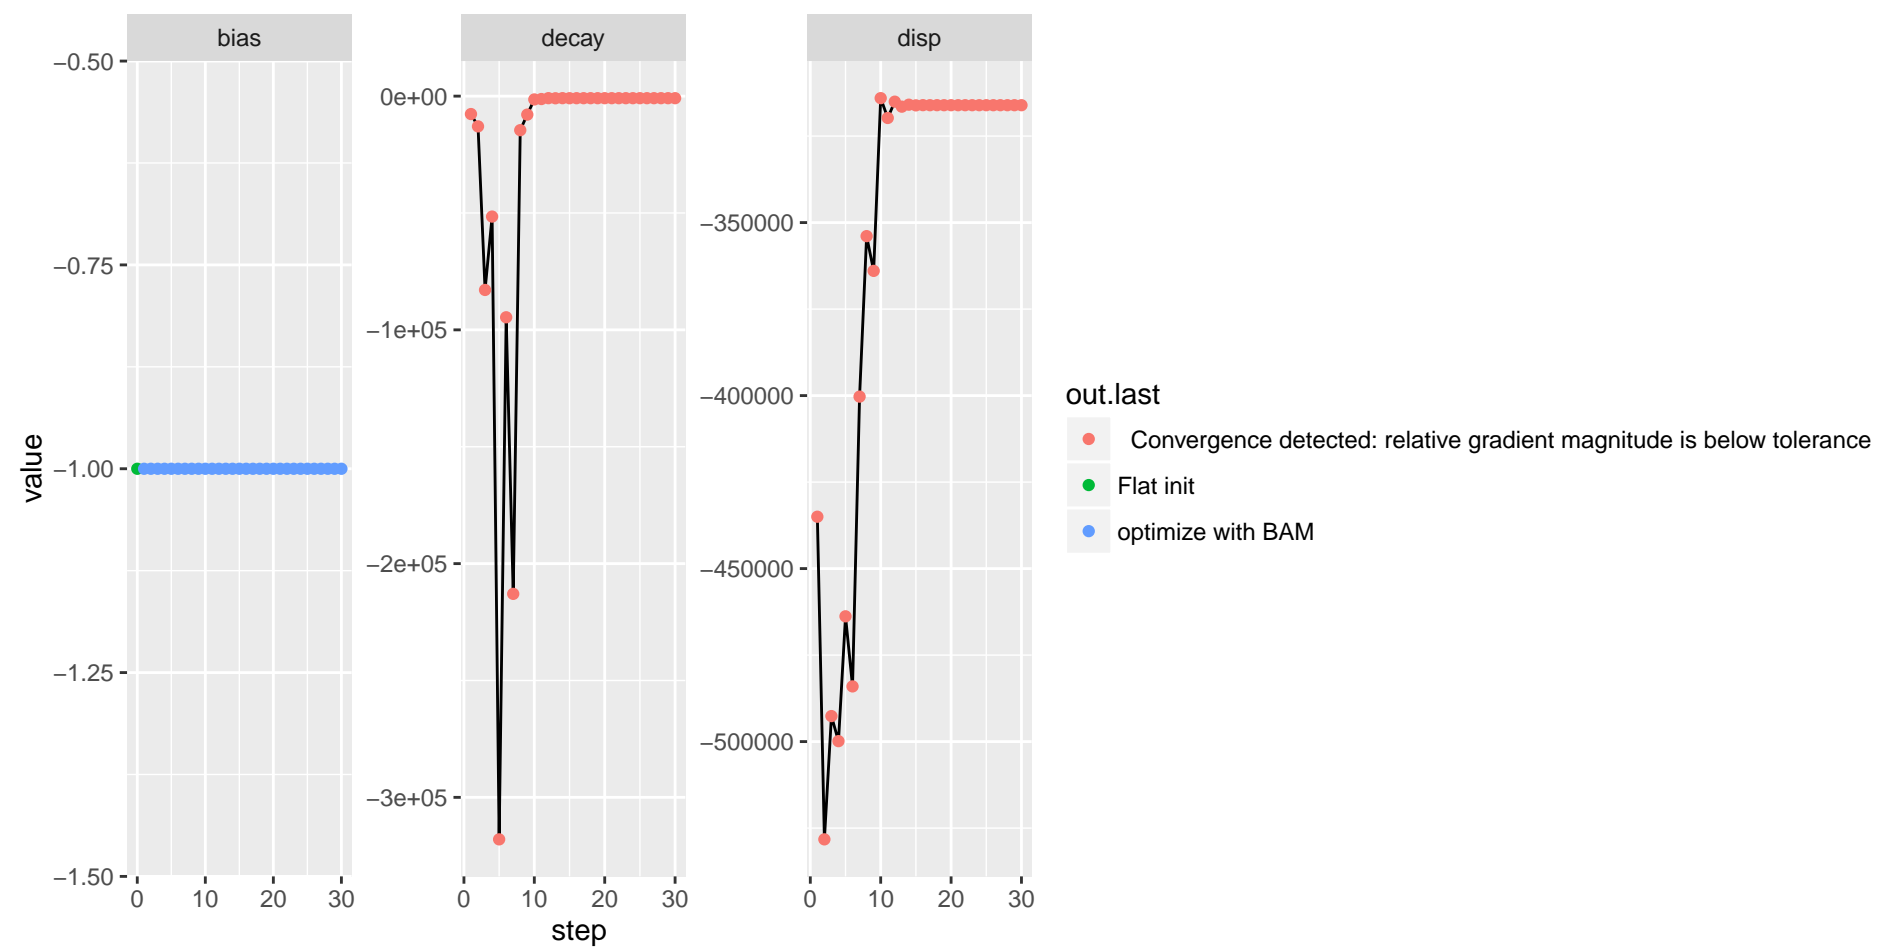 bias
decay
disp
value
−0.50
−0.75
−1.00
−1.25
−1.50
0 10 20 30
0e+00
−1e+05
−2e+05
−3e+05
0 10 20 30
−350000
−400000
−450000
−500000
0 10 20 30
step
out.last
Convergence detected: relative gradient magnitude is below tolerance
Flat init
optimize with BAM